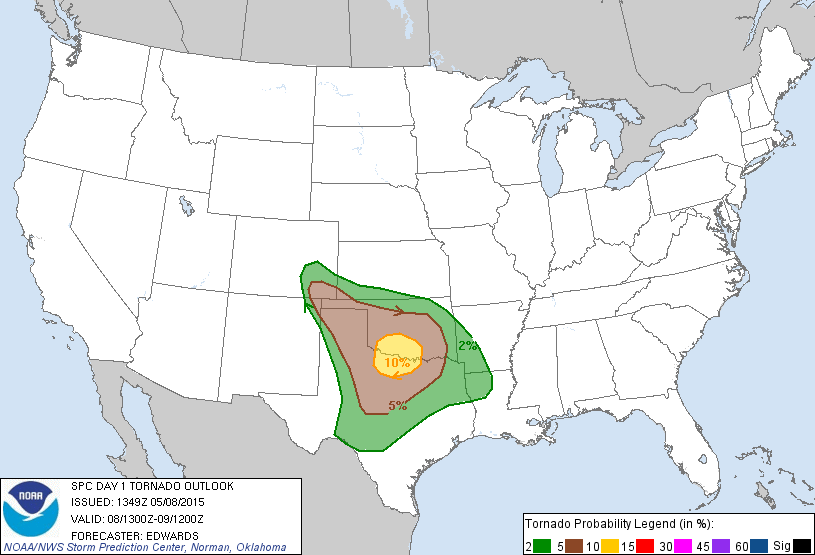 2%
10%
5%
NOAA
SPC DAY 1 TORNADO OUTLOOK
ISSUED: 1349Z 05/08/2015
VALID: 08/1300Z-09/1200Z
FORECASTER: EDWARDS
NOAA/NWS Storm Prediction Center, Norman, Oklahoma
Tornado Probability Legend (in %):
2 5 10 15 30 45 60 Sig